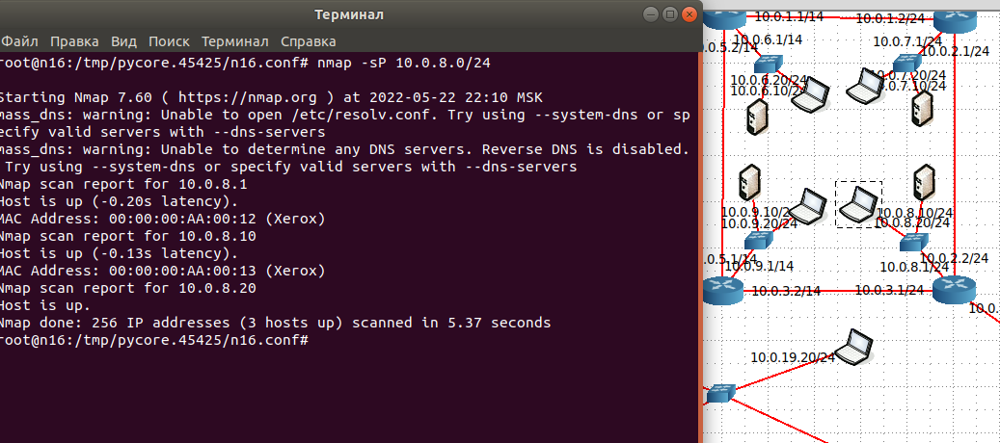 Терминал
Файл Правка Вид Поиск Терминал Справка
root@n16:/tmp/pycore.45425/n16.conf# nmap -sP 10.0.8.0/24
Starting Nmap 7.60 ( https://nmap.org ) at 2022-05-22 22:10 MSK
mass_dns: warning: Unable to open /etc/resolv.conf. Try using --system-dns or sp
ecify valid servers with --dns-servers
mass_dns: warning: Unable to determine any DNS servers. Reverse DNS is disabled.
Try using --system-dns or specify valid servers with --dns-servers
Nmap scan report for 10.0.8.1
Host is up (-0.20s latency).
MAC Address: 00:00:00:AA:00:12 (Xerox)
Nmap scan report for 10.0.8.10
Host is up (-0.13s latency).
MAC Address: 00:00:00:AA:00:13 (Xerox)
Nmap scan report for 10.0.8.20
Host is up.
Nmap done: 256 IP addresses (3 hosts up) scanned in 5.37 seconds
root@n16:/tmp/pycore.45425/n16.conf#
10.0.1.1/14
10.0.1.2/24
.0.5.2/14
10.0.6.1/14
10.0.7.1/24
10.0.2.1/24
10.0.6.20/24
10.0.6.10/24
10.0.7.20/24
10.0.7.10/24
10.0.9.10/24
10.0.9.20/24
10.0.8.10/24
10.0.8.20/24
.0.5.1/14
10.0.9.1/14
10.0.8.1/24
10.0.2.2/24
10.0.3.2/14
10.0.3.1/24
10.0.
10.0.19.20/24